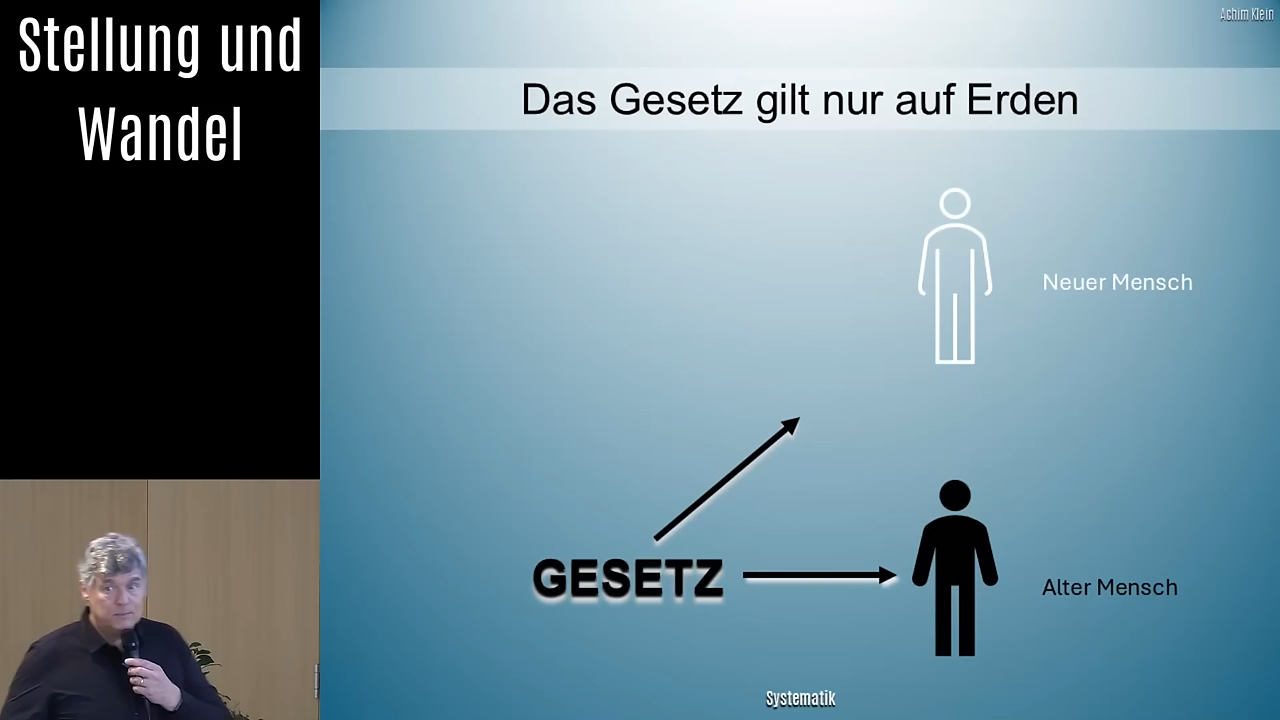 Stellung und
Wandel
Achim Klein
Das Gesetz gilt nur auf Erden
Neuer Mensch
GESETZ
Alter Mensch
Systematik